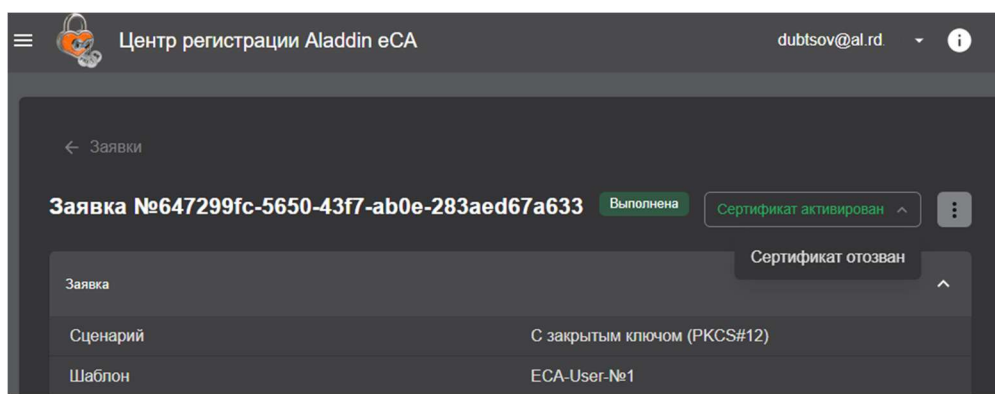 Центр регистрации Aladdin eCA
dubtsov@al.rd.
← Заявки
Заявка №647299fc-5650-43f7-ab0e-283aed67a633 Выполнена Сертификат активирован
Сертификат отозван
Заявка
Сценарий С закрытым ключом (PKCS#12)
Шаблон ECA-User-№1